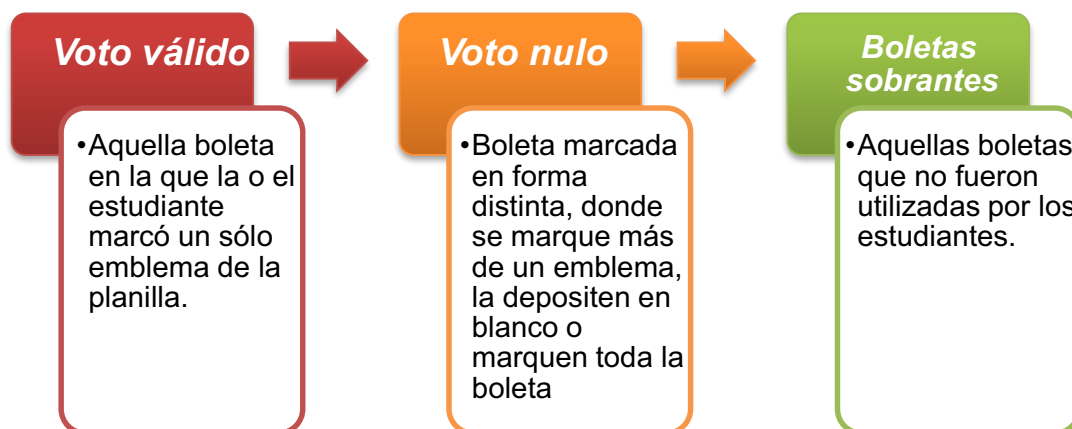 Voto válido
•Aquella boleta
en la que la o el
estudiante
marcó un sólo
emblema de la
planilla.
Voto nulo
•Boleta marcada
en forma
distinta, donde
se marque más
de un emblema,
la depositen en
blanco o
marquen toda la
boleta
Boletas
sobrantes
•Aquellas boletas
que no fueron
utilizadas por los
estudiantes.